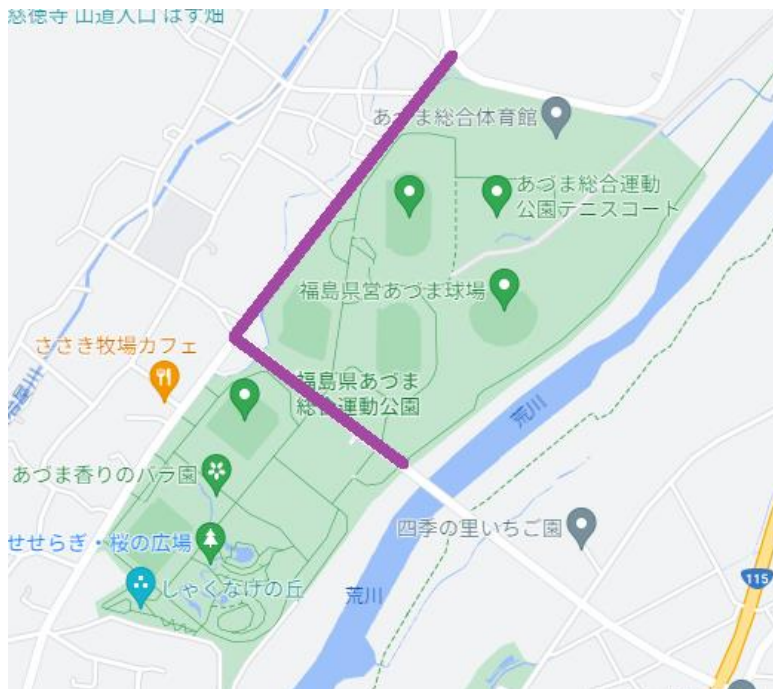 慈徳寺 山道入口 はす畑
あづま総合体育館
あづま総合運動
公園テニスコート
福島県営あづま球場
ささき牧場カフェ
福島県あづま
総合運動公園
荒川
あづま香りのバラ園
四季の里いちご園
せせらぎ・桜の広場
115
しゃくなげの丘
荒川